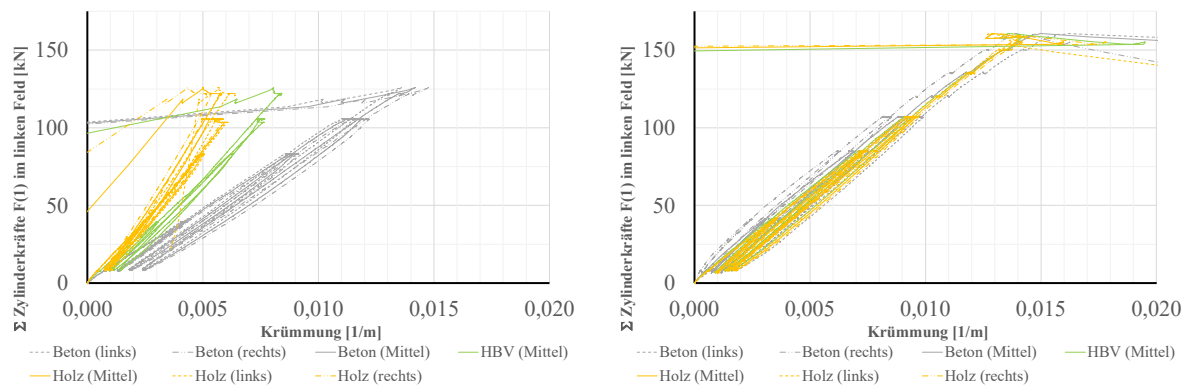 Σ Zylinderkräfte F(1) im linken Feld [kN]
150
100
50
0
0,000 0,005 0,010 0,015 0,020
Krümmung [1/m]
Beton (links) Beton (rechts) Beton (Mittel) HBV (Mittel)
Holz (Mittel) Holz (links) Holz (rechts)
Σ Zylinderkräfte F(1) im linken Feld [kN]
150
100
50
0
0,000 0,005 0,010 0,015 0,020
Krümmung [1/m]
Beton (links) Beton (rechts) Beton (Mittel) HBV (Mittel)
Holz (Mittel) Holz (links) Holz (rechts)